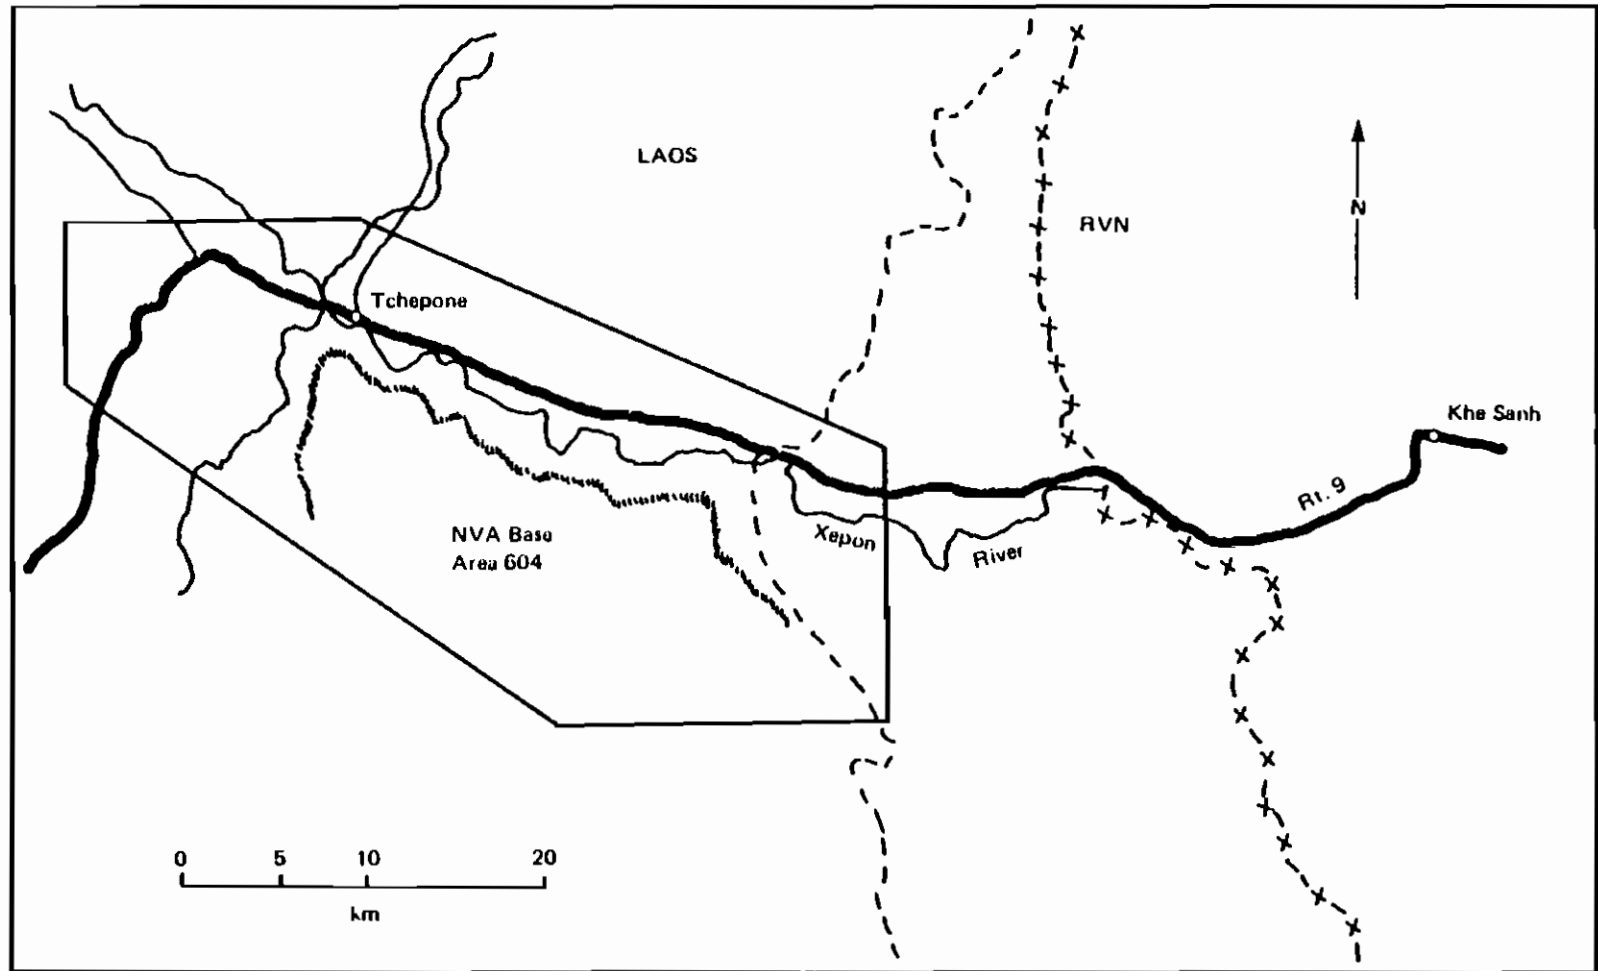 LAOS
RVN
N
Tchepone
Khe Sanh
Rt. 9
NVA Base
Area 604
Xepon
River
0 5 10 20
km